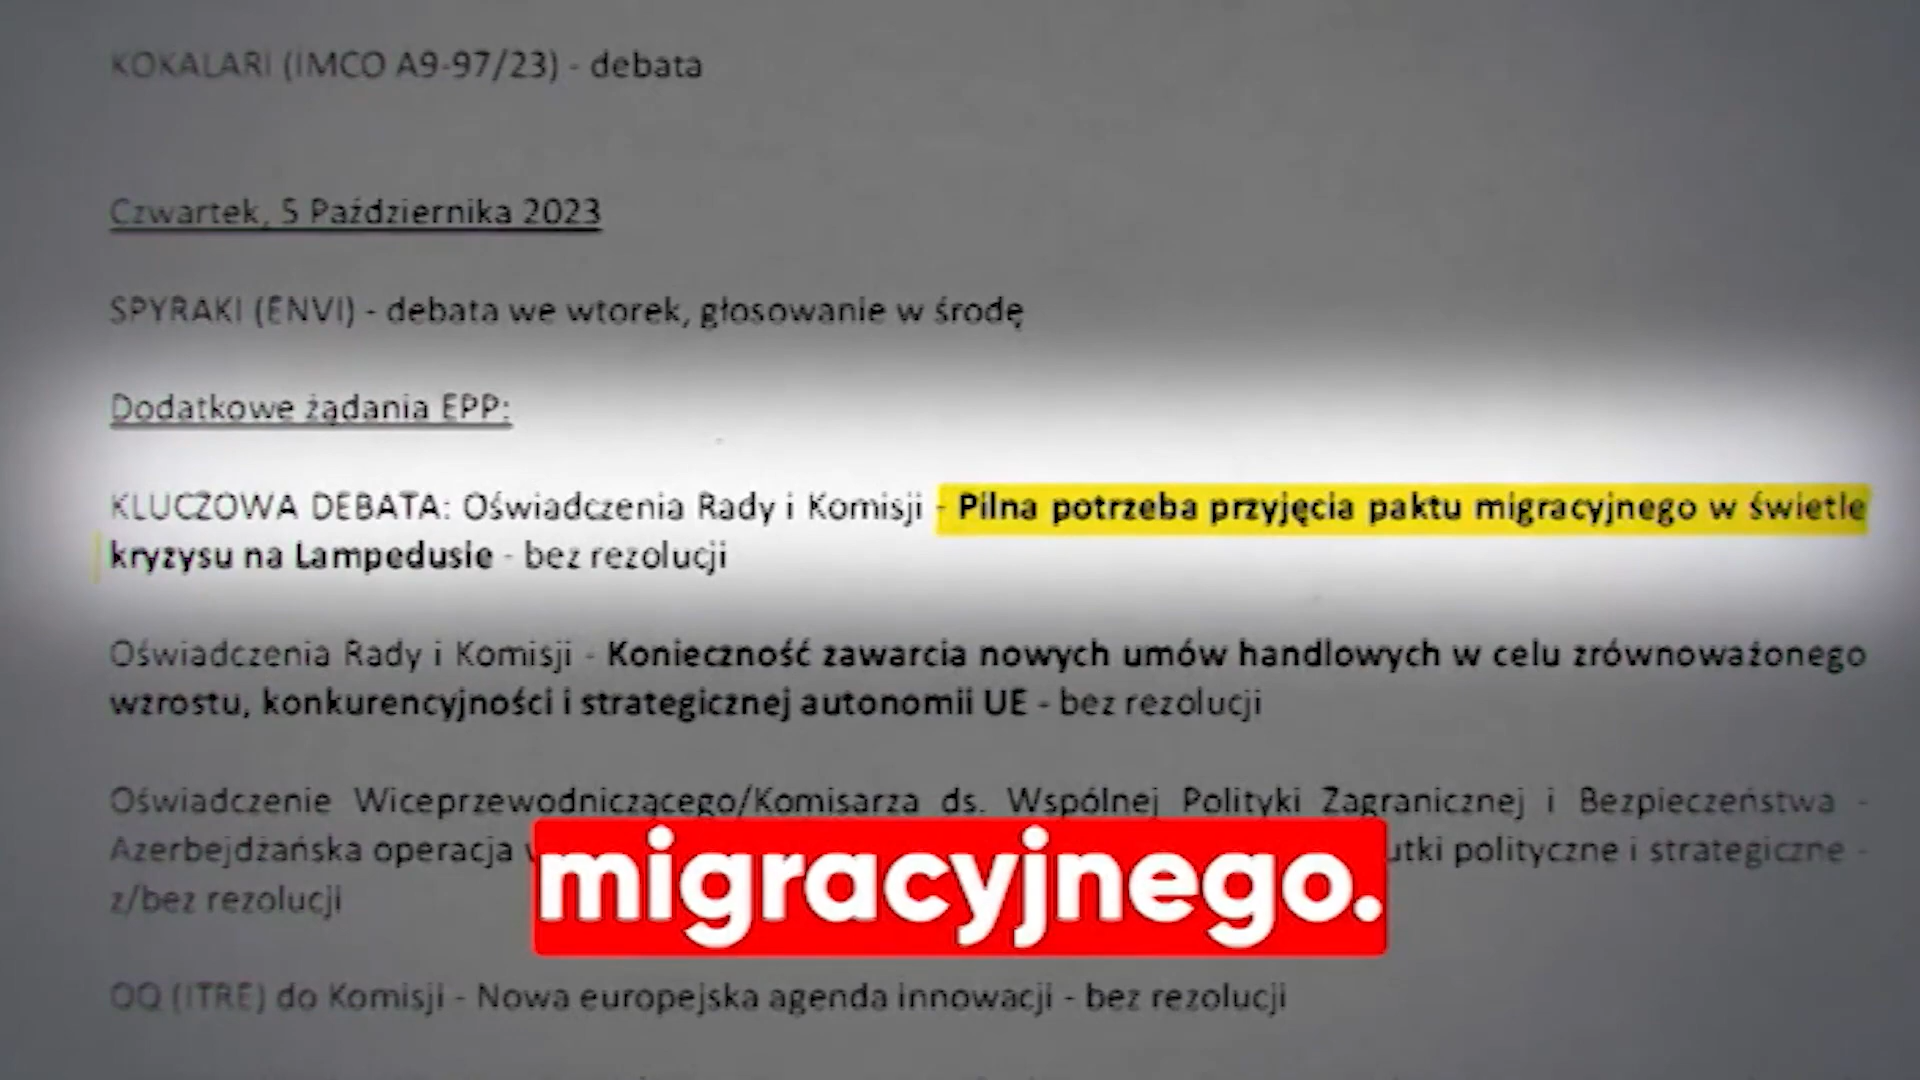 KOKALARI (IMCO A9-97/23) - debata
Czwartek, 5 Października 2023
SPYRAKI (ENVI) - debata we wtorek, głosowanie w środę
Dodatkowe żądania EPP:
KLUCZOWA DEBATA: Oświadczenia Rady i Komisji - Pilna potrzeba przyjęcia paktu migracyjnego w świetle
kryzysu na Lampedusie - bez rezolucji
Oświadczenia Rady i Komisji - Konieczność zawarcia nowych umów handlowych w celu zrównoważonego
wzrostu, konkurencyjności i strategicznej autonomii UE - bez rezolucji
Oświadczenie Wiceprzewodniczącego/Komisarza ds. Wspólnej Polityki Zagranicznej i Bezpieczeństwa -
Azerbejdżańska operacja polityczne i strategiczne -
migracyjnego.
z/bez rezolucji
OQ (ITRE) do Komisji - Nowa europejska agenda innowacji - bez rezolucji